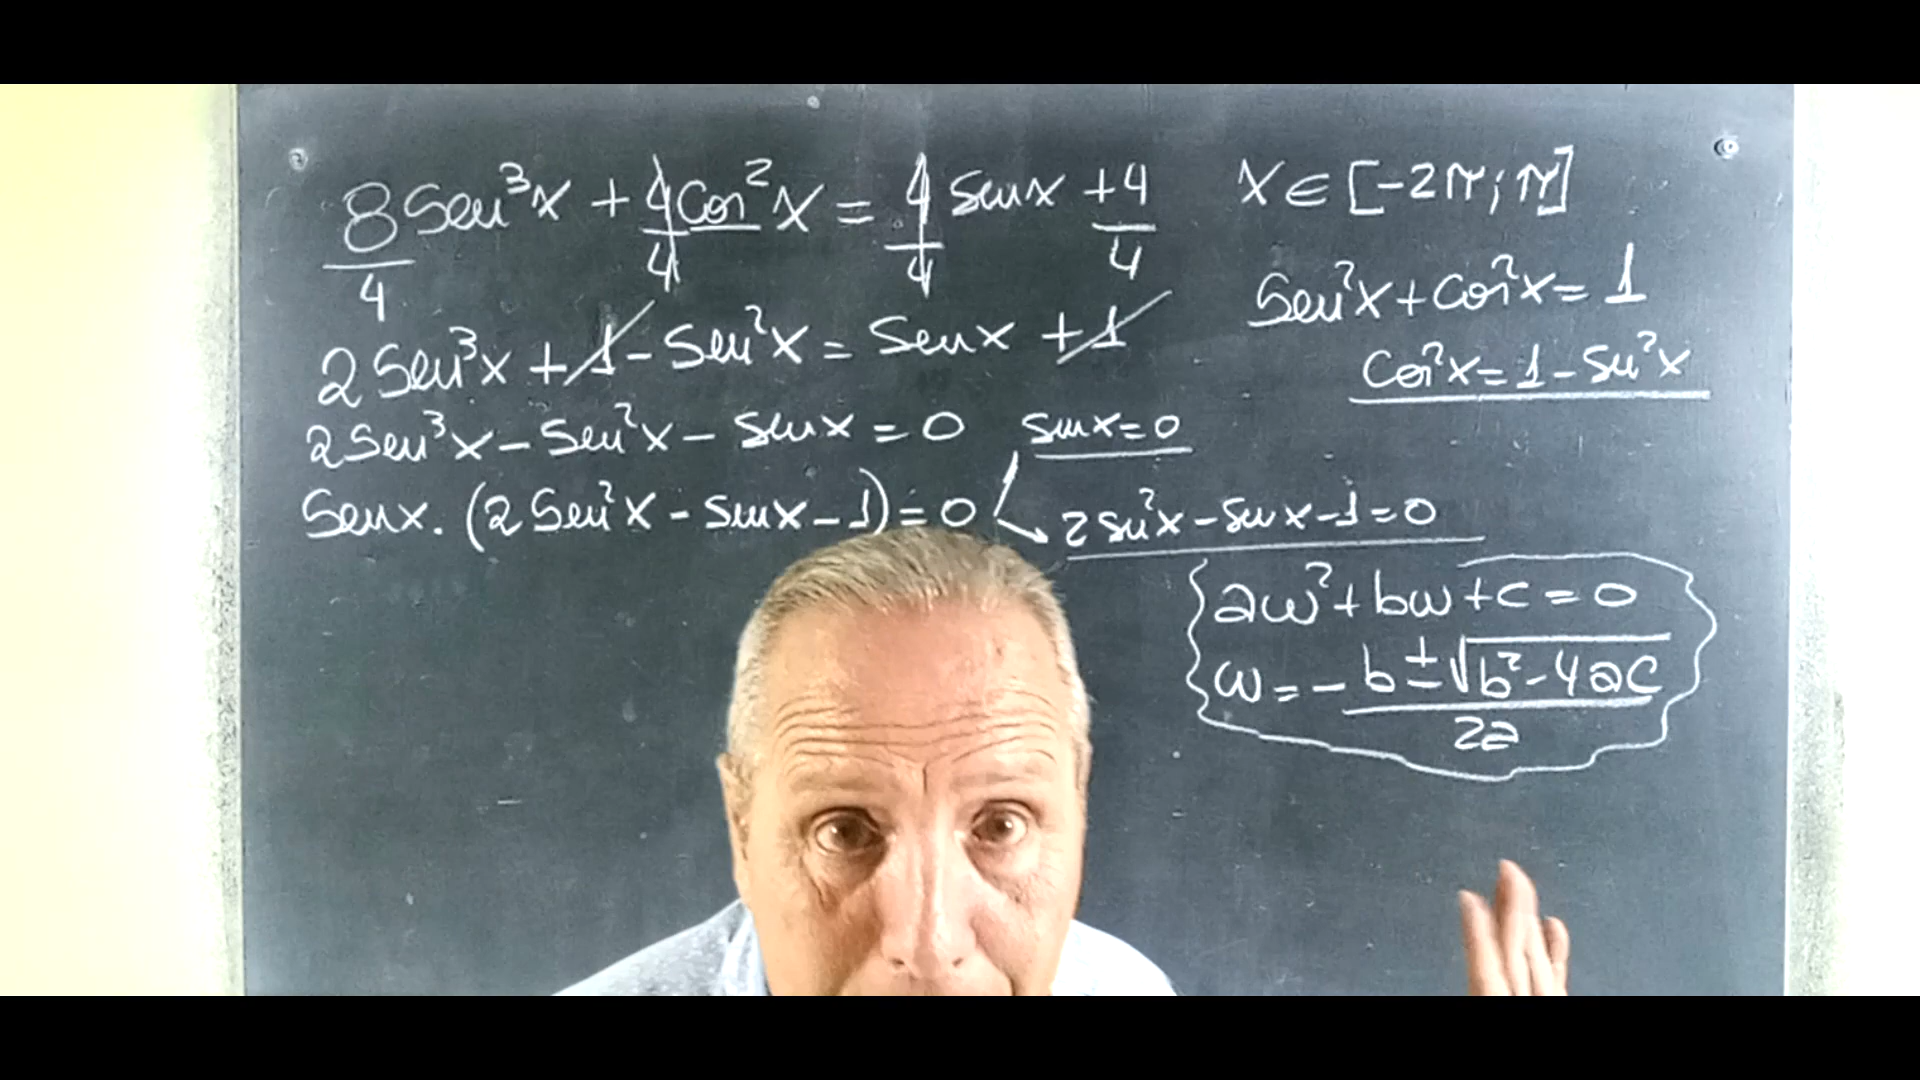 8 Sen³x + 4 Cos²x = 4 senx + 4 x ∈ [-2π; π]
4 4 4 4
Sen²x + Cos²x = 1
2 Sen³x + 1 - Sen²x = Senx + 1
Cos²x = 1 - Sen²x
2 Sen³x - Sen²x - senx = 0
senx = 0
Senx. (2 Sen²x - senx - 1) = 0
2 sen²x - senx - 1 = 0
aw² + bw + c = 0
w = -b ± √b² - 4ac
2a